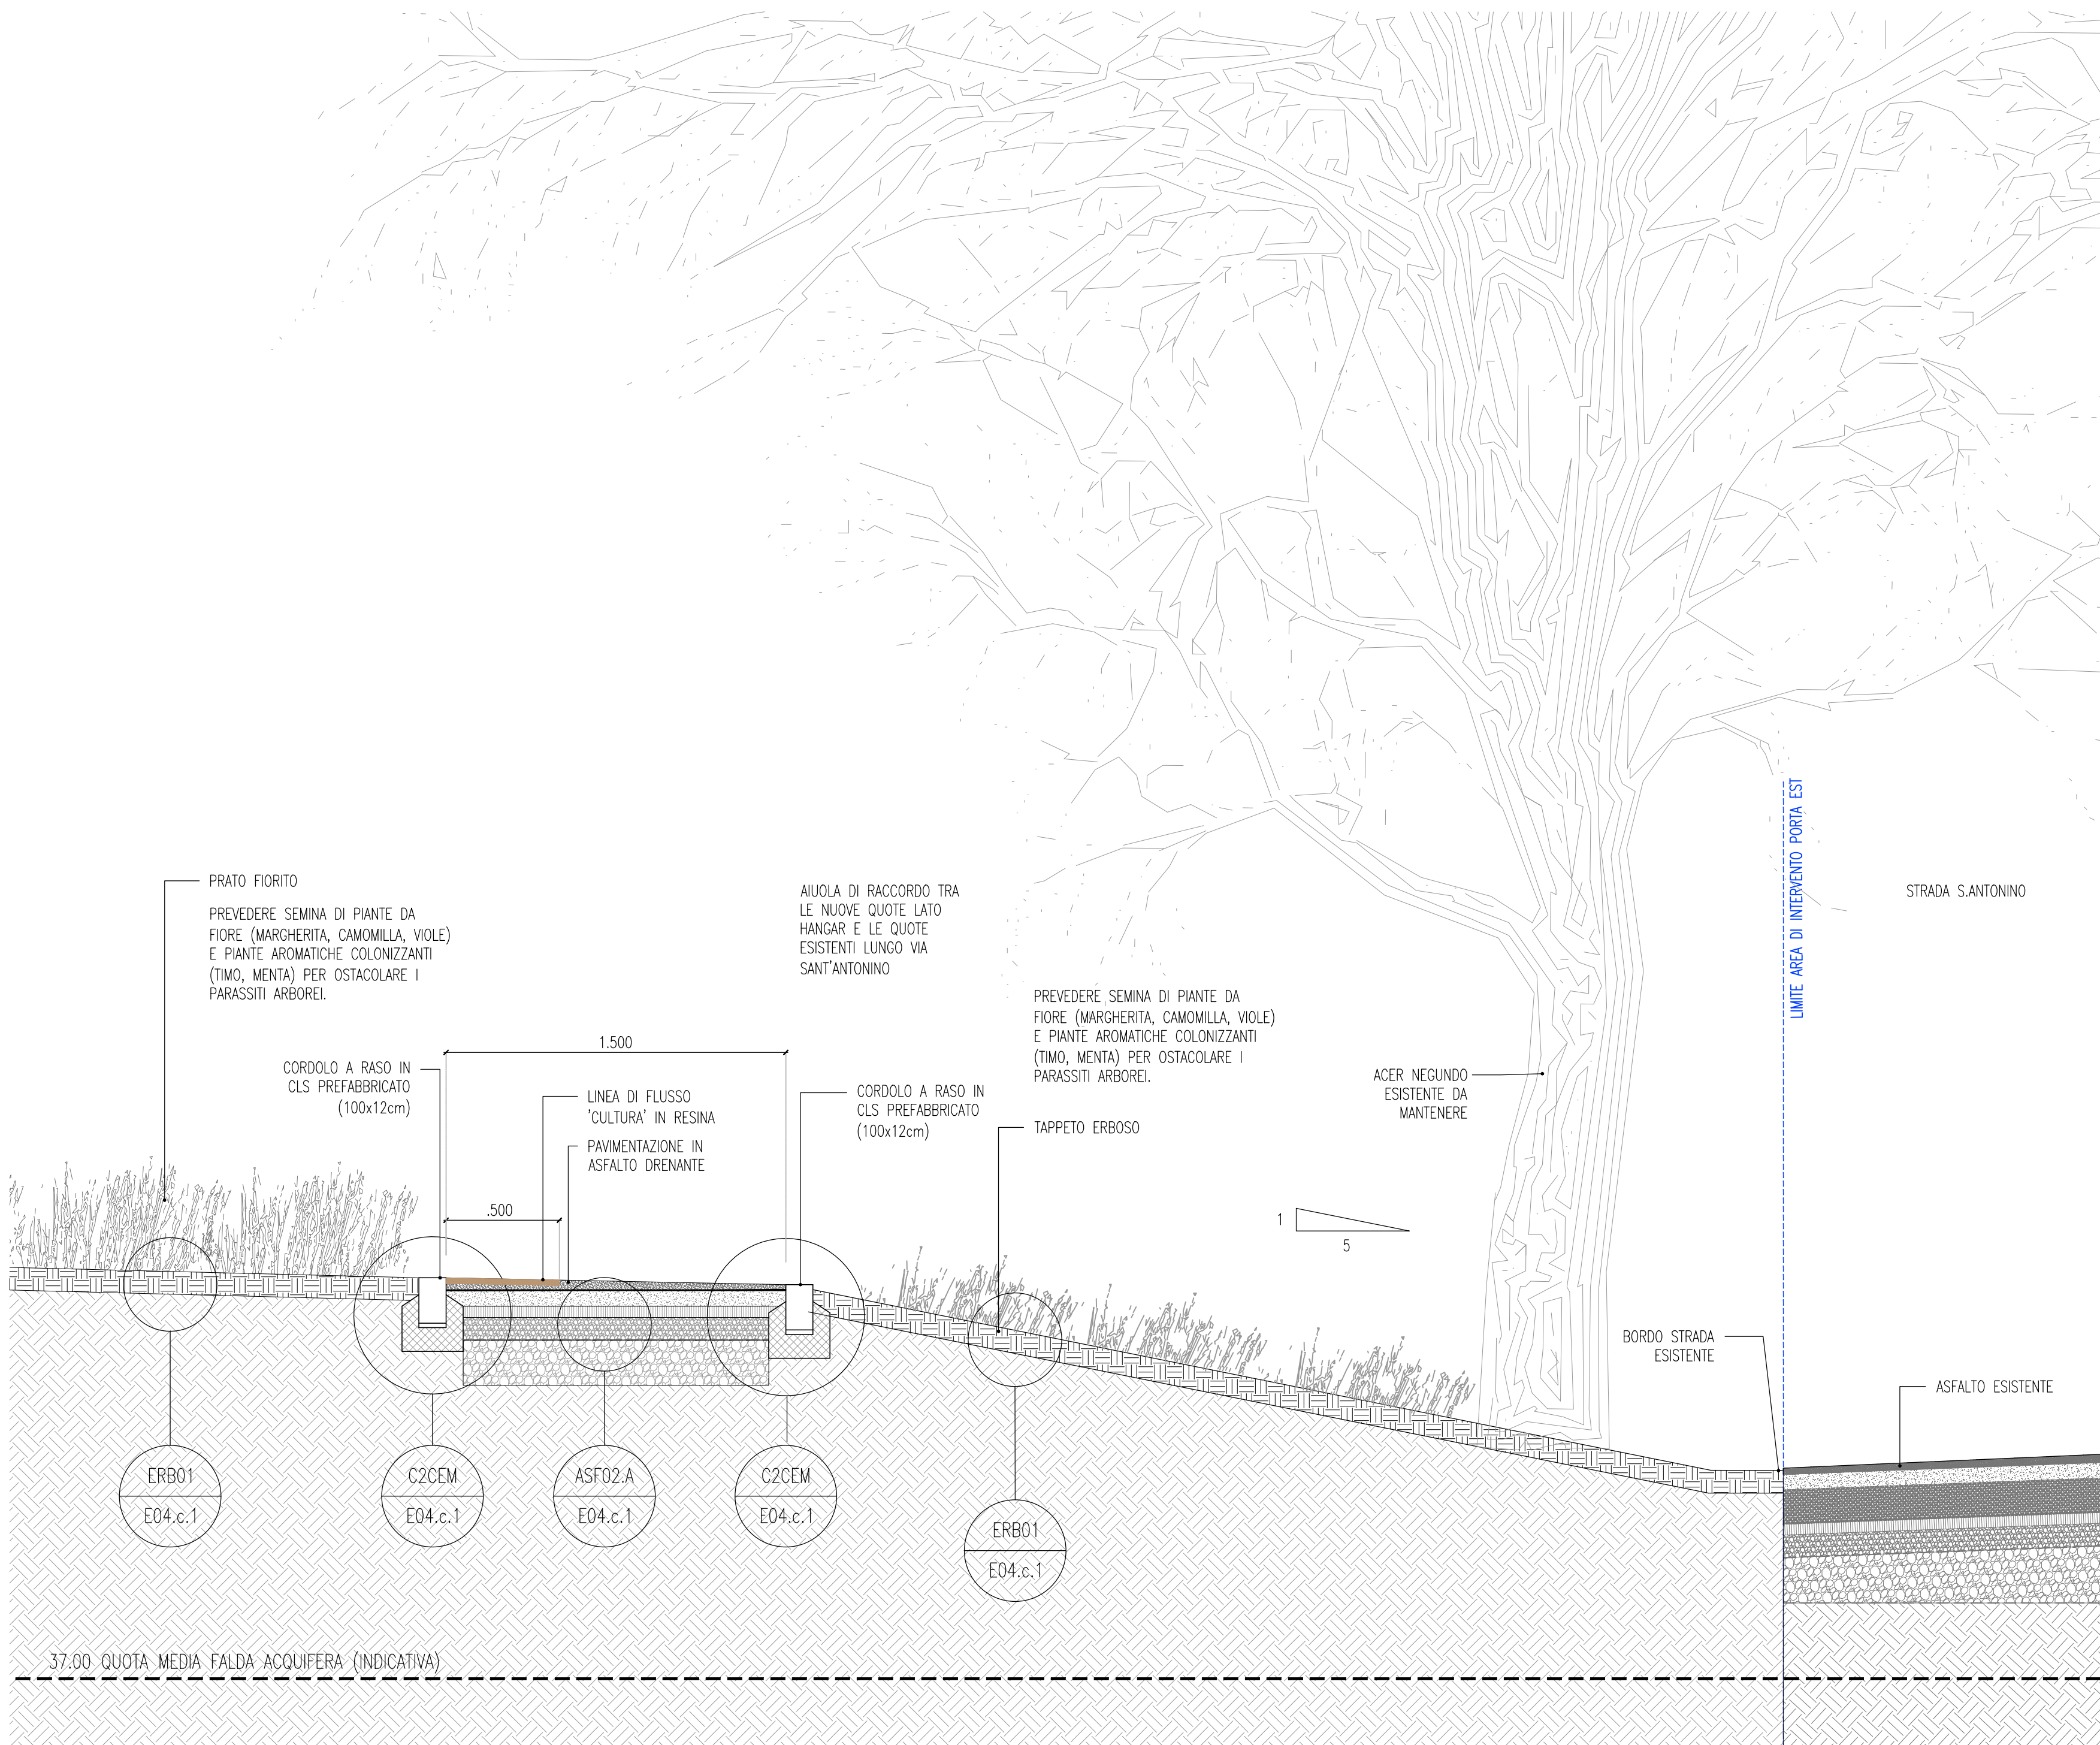 LIMITE AREA DI INTERVENTO PORTA EST
PRATO FIORITO
PREVEDERE SEMINA DI PIANTE DA
FIORE (MARGHERITA, CAMOMILLA, VIOLE)
E PIANTE AROMATICHE COLONIZZANTI
(TIMO, MENTA) PER OSTACOLARE I
PARASSITI ARBOREI.
AIUOLA DI RACCORDO TRA
LE NUOVE QUOTE LATO
HANGAR E LE QUOTE
ESISTENTI LUNGO VIA
SANT'ANTONINO
STRADA S.ANTONINO
PREVEDERE SEMINA DI PIANTE DA
FIORE (MARGHERITA, CAMOMILLA, VIOLE)
E PIANTE AROMATICHE COLONIZZANTI
(TIMO, MENTA) PER OSTACOLARE I
PARASSITI ARBOREI.
1.500
CORDOLO A RASO IN
CLS PREFABBRICATO
(100x12cm)
LINEA DI FLUSSO
'CULTURA' IN RESINA
PAVIMENTAZIONE IN
ASFALTO DRENANTE
CORDOLO A RASO IN
CLS PREFABBRICATO
(100x12cm)
TAPPETO ERBOSO
ACER NEGUNDO
ESISTENTE DA
MANTENERE
.500
1
5
BORDO STRADA
ESISTENTE
ASFALTO ESISTENTE
ERB01
E04.c.1
C2CEM
E04.c.1
ASF02.A
E04.c.1
C2CEM
E04.c.1
ERB01
E04.c.1
37.00 QUOTA MEDIA FALDA ACQUIFERA (INDICATIVA)